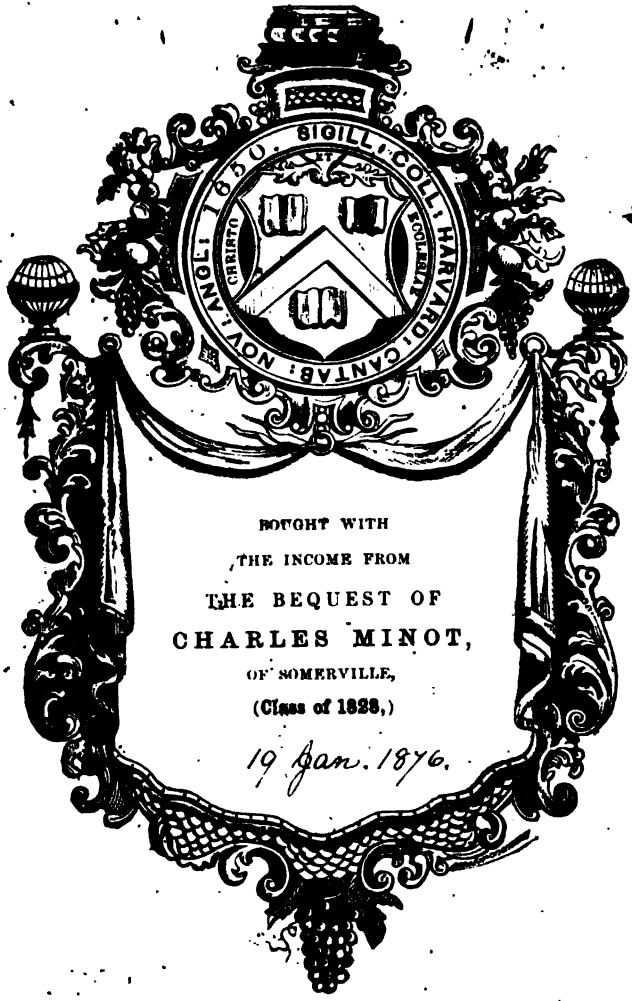 SIGILL: COLL: HARVARD: CANTAB: NOV: ANGL: 1650.
CHRISTO
ET
ECCLESIAE
BOUGHT WITH
THE INCOME FROM
THE BEQUEST OF
CHARLES MINOT,
OF SOMERVILLE,
(Class of 1828,)
19 Jan. 1876.